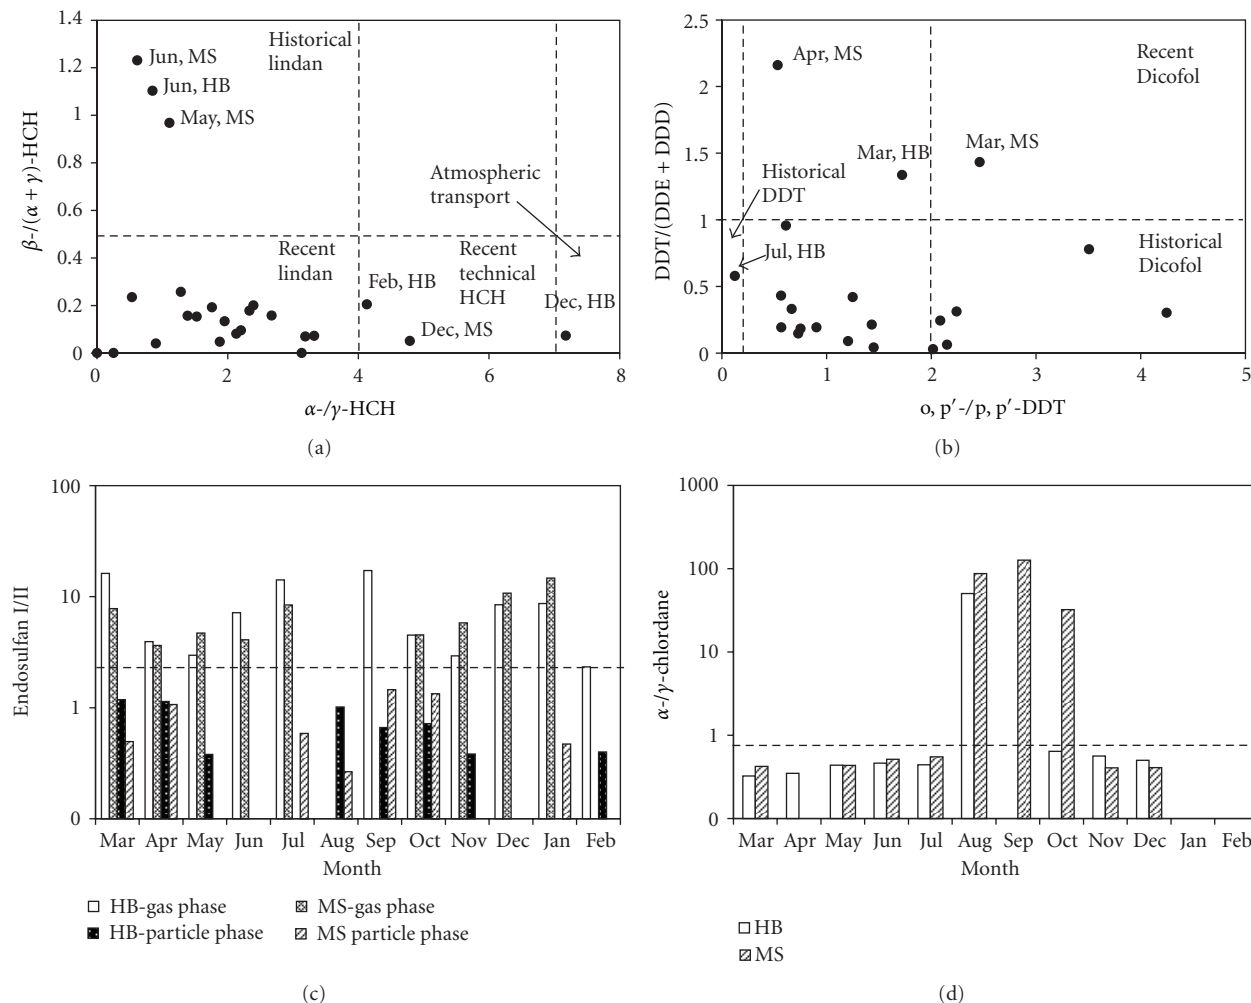 1.4
1.2
1
0.8
0.6
0.4
0.2
0
β-/(α + γ)-HCH
Jun, MS
Jun, HB
May, MS
Historical
lindan
Atmospheric
transport
Recent
lindan
Recent
technical
HCH
Feb, HB
Dec, HB
Dec, MS
0 2 4 6 8
α-/γ-HCH
(a)
2.5
2
1.5
1
0.5
0
DDT/(DDE + DDD)
Apr, MS
Recent
Dicofol
Mar, HB
Mar, MS
Historical
DDT
Jul, HB
Historical
Dicofol
0 1 2 3 4 5
o, p′-/p, p′-DDT
(b)
100
10
1
0
Endosulfan I/II
Mar Apr May Jun Jul Aug Sep Oct Nov Dec Jan Feb
Month
HB-gas phase
MS-gas phase
HB-particle phase
MS particle phase
(c)
1000
100
10
1
0
α-/γ-chlordane
Mar Apr May Jun Jul Aug Sep Oct Nov Dec Jan Feb
Month
HB
MS
(d)